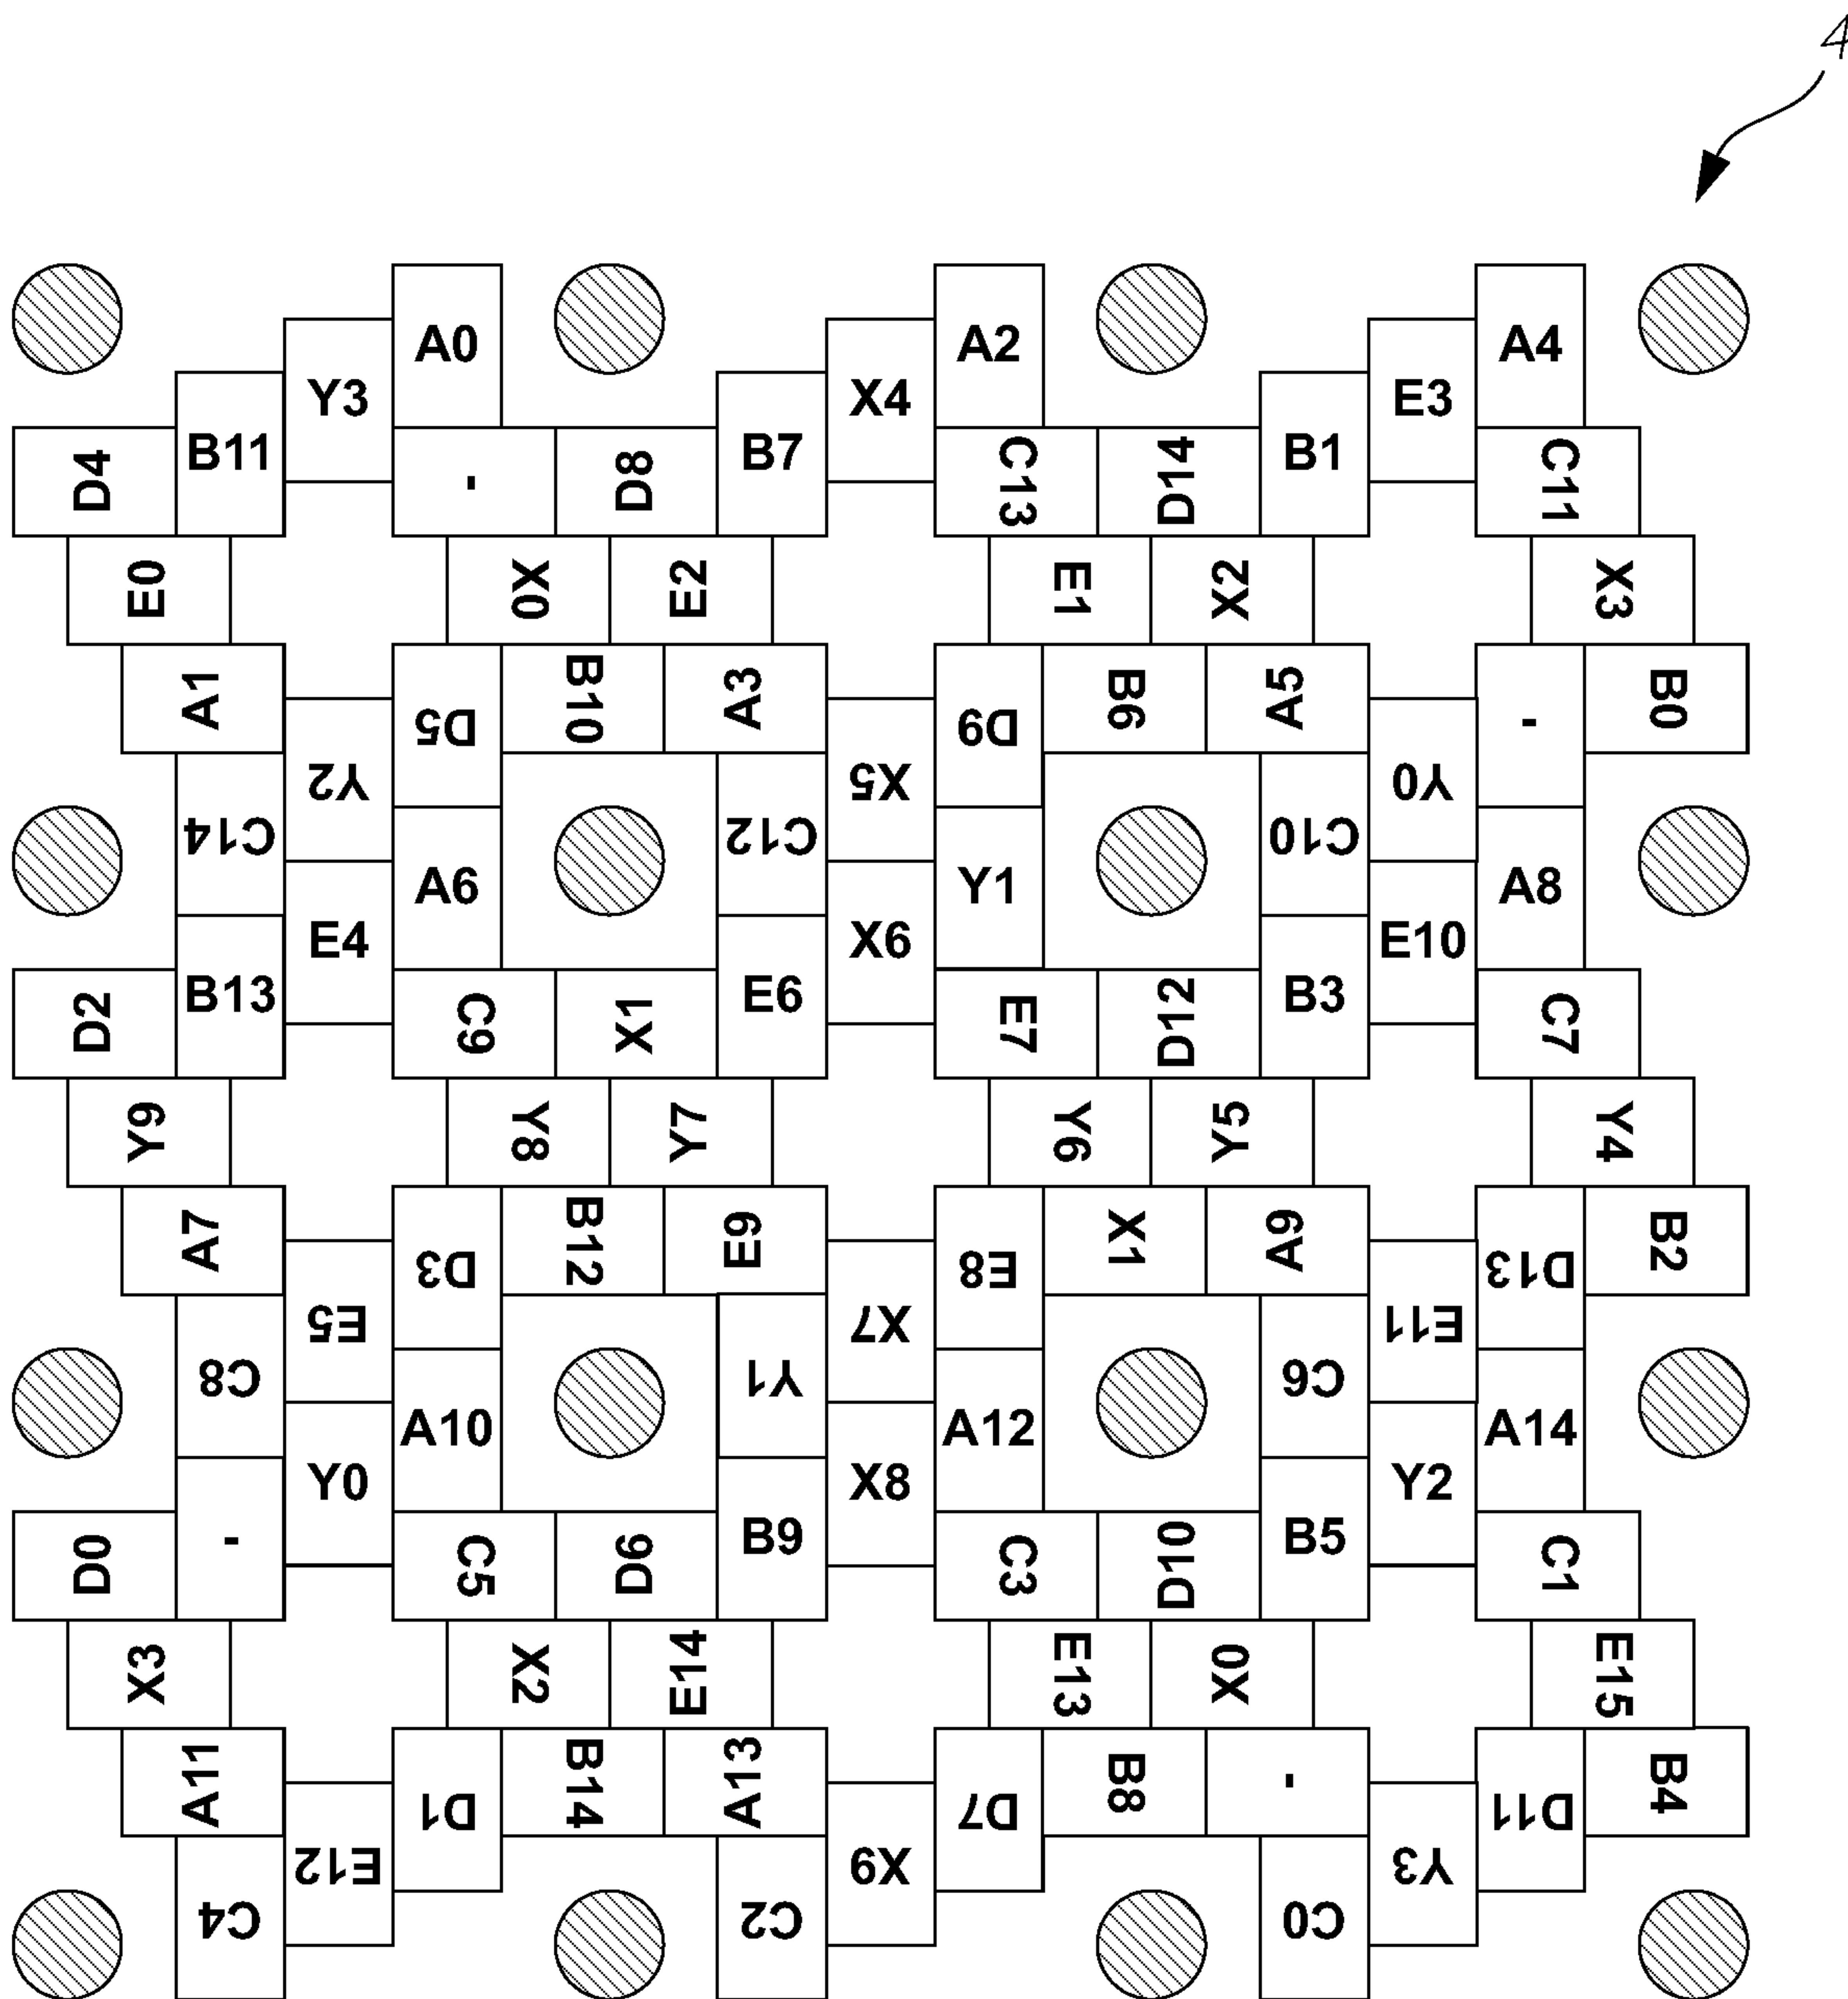 4
A0 A2 A4
Y3 X4 E3
D4 B11 - D8 B7 C13 D14 B1 C11
E0 X0 E2 E1 X2 X3
A1 D5 B10 A3 D9 B6 A5 - B0
Y2 X5 Y0
C14 C12 C10
A6 Y1 A8
E4 X6 E10
D2 B13 C9 X1 E6 E7 D12 B3 C7
Y9 Y8 Y7 Y6 Y5 Y4
A7 D3 B12 E9 E8 X1 A9 D13 B2
E5 X7 E11
C8 Y1 C6
A10 A12 A14
Y0 X8 Y2
D0 - C5 D6 B9 C3 D10 B5 C1
X3 X2 E14 E13 X0 E15
A11 D1 B14 A13 D7 B8 - D11 B4
E12 X9 Y3
C4 C2 C0